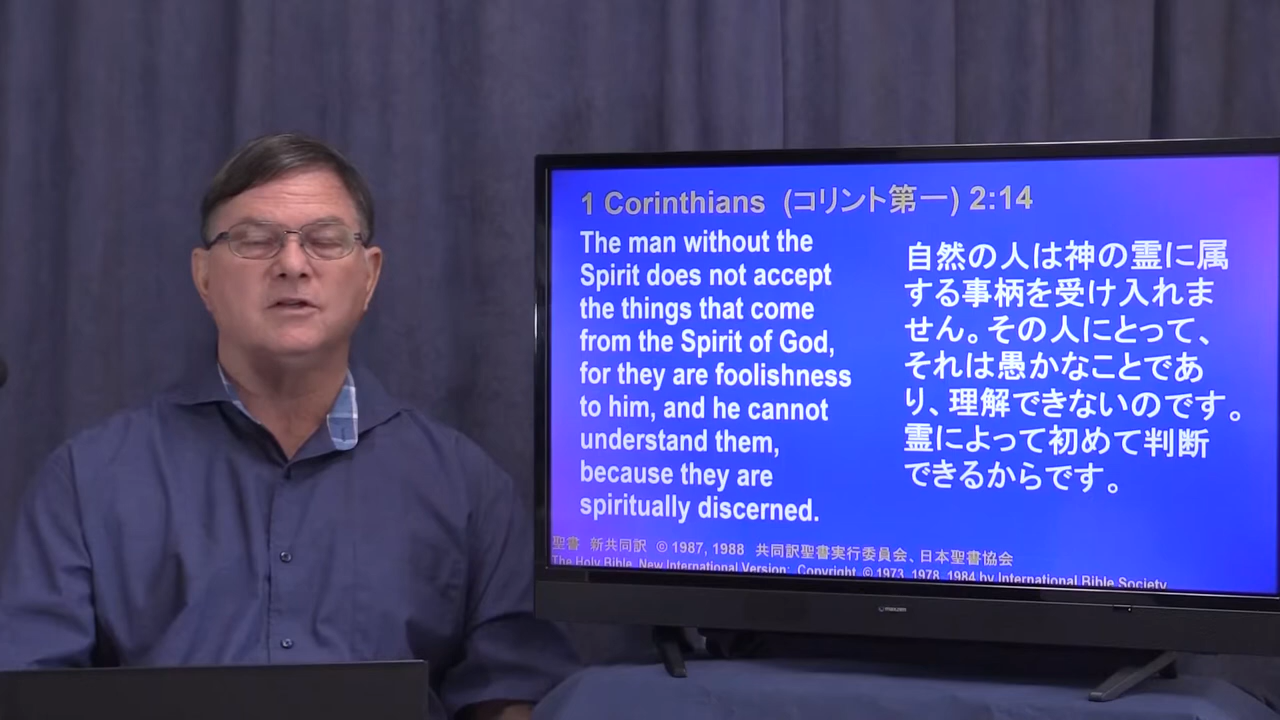 1 Corinthians (コリント第一) 2:14
The man without the
Spirit does not accept
the things that come
from the Spirit of God,
for they are foolishness
to him, and he cannot
understand them,
because they are
spiritually discerned.
自然の人は神の霊に属
する事柄を受け入れま
せん。その人にとって、
それは愚かなことであ
り、理解できないのです。
霊によって初めて判断
できるからです。
聖書 新共同訳 © 1987, 1988 共同訳聖書実行委員会、日本聖書協会
The Holy Bible, New International Version; Copyright, © 1973, 1978, 1984 by International Bible Society